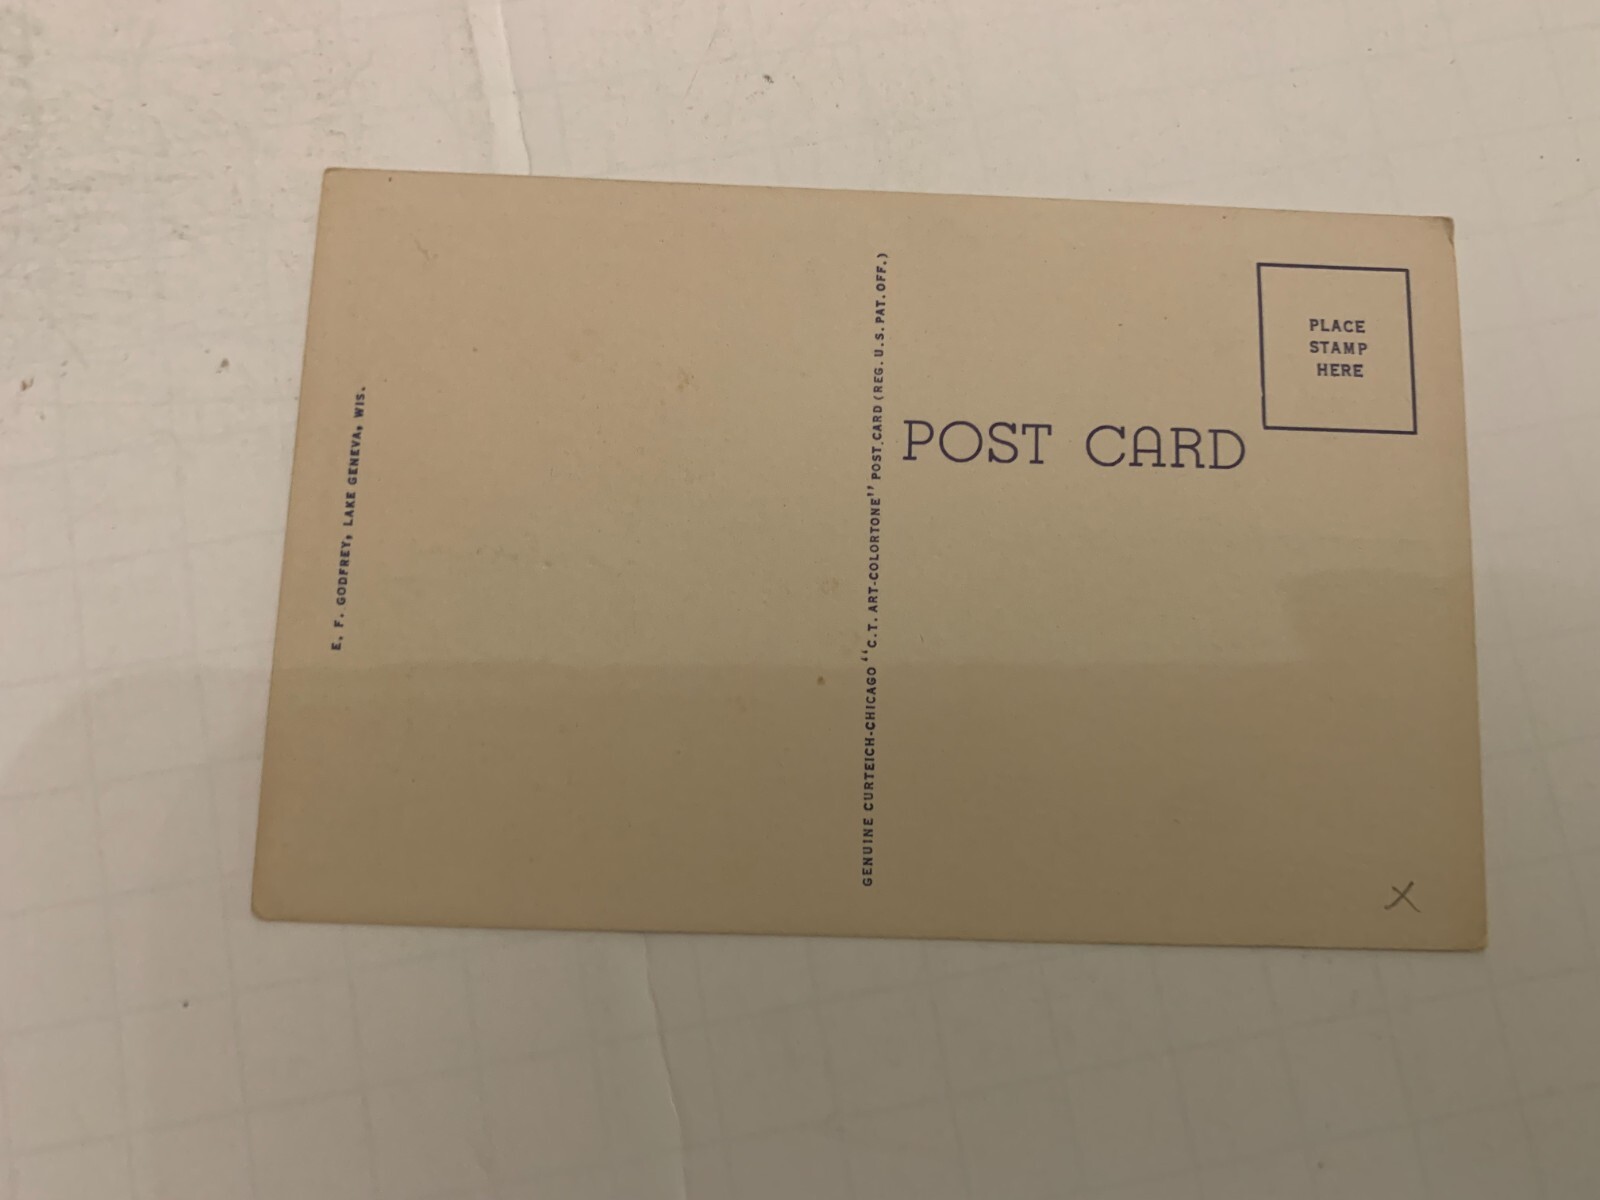 E. F. GODFREY, LAKE GENEVA, WIS.
GENUINE CURTEICH-CHICAGO "C.T. ART-COLORTONE" POST CARD (REG. U.S. PAT. OFF.)
POST CARD
PLACE
STAMP
HERE
X